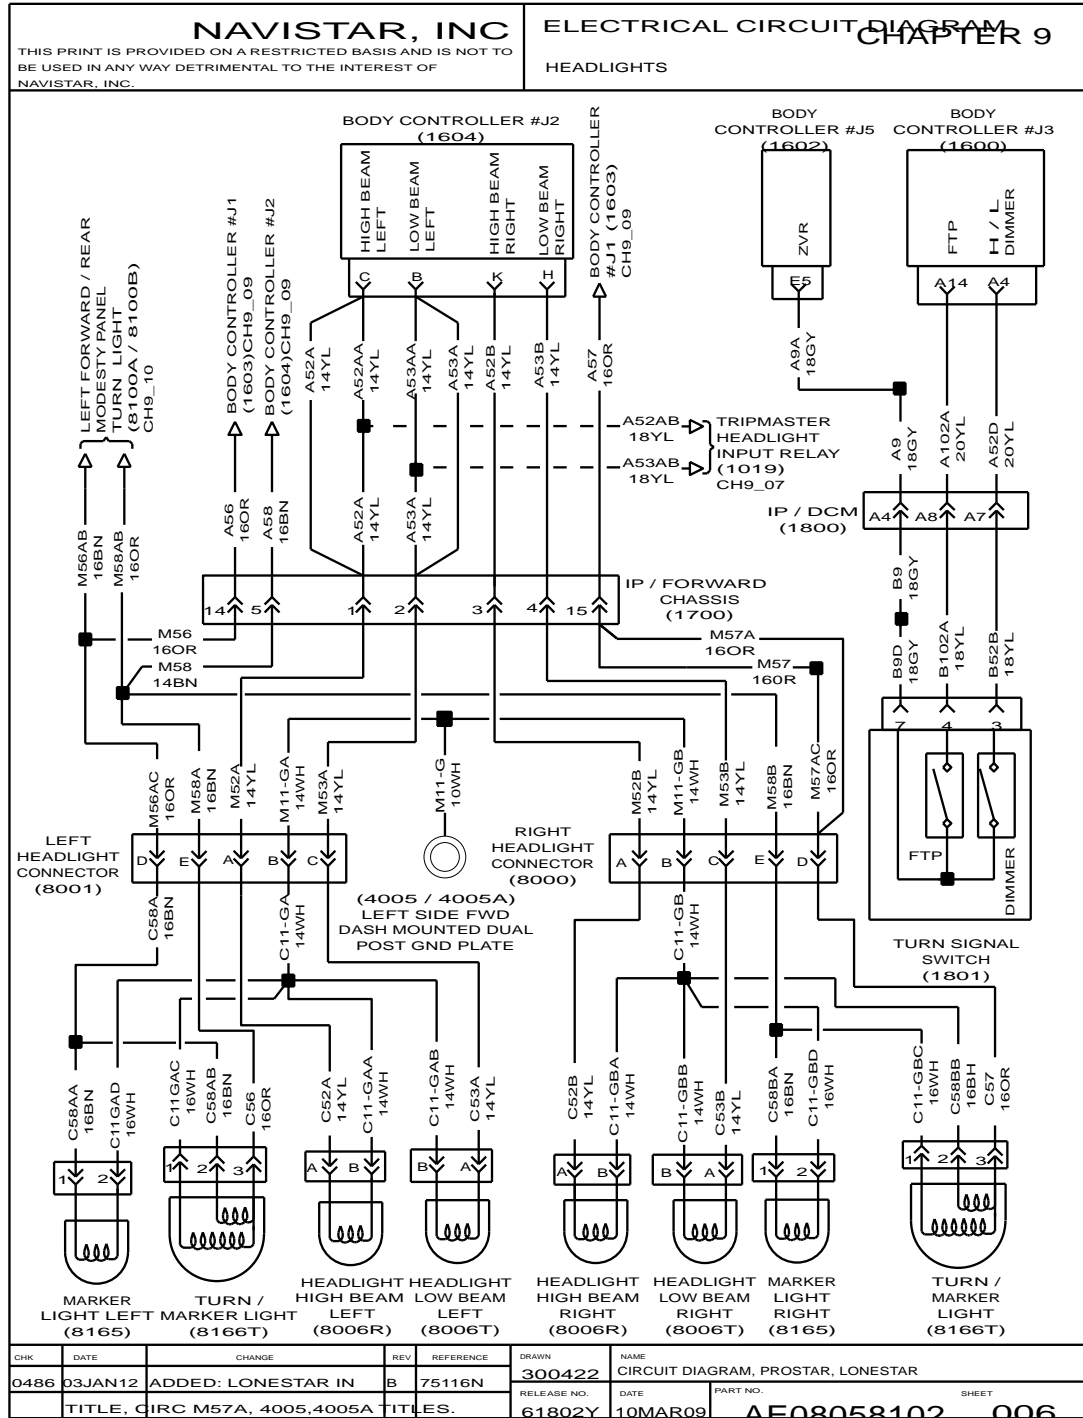 NAVISTAR, INC
THIS PRINT IS PROVIDED ON A RESTRICTED BASIS AND IS NOT TO
BE USED IN ANY WAY DETRIMENTAL TO THE INTEREST OF
NAVISTAR, INC.
ELECTRICAL CIRCUIT DIAGRAM
CHAPTER 9
HEADLIGHTS
BODY CONTROLLER #J2
(1604)
HIGH BEAM
LEFT
LOW BEAM
LEFT
HIGH BEAM
RIGHT
LOW BEAM
RIGHT
C
B
K
H
BODY CONTROLLER
#J1 (1603)
CH9_09
BODY
CONTROLLER #J5
(1602)
ZVR
E5
BODY
CONTROLLER #J3
(1600)
FTP
H / L
DIMMER
A14
A4
LEFT FORWARD / REAR
MODESTY PANEL
TURN LIGHT
(8100A / 8100B)
CH9_10
BODY CONTROLLER #J1
(1603)CH9_09
BODY CONTROLLER #J2
(1604)CH9_09
A52A
14YL
A52AA
14YL
A53AA
14YL
A53A
14YL
A52B
14YL
A53B
14YL
A57
16OR
A9A
18GY
A52AB
18YL
A53AB
18YL
TRIPMASTER
HEADLIGHT
INPUT RELAY
(1019)
CH9_07
A9
18GY
A102A
20YL
A52D
20YL
IP / DCM
(1800)
A4
A8
A7
M56AB
16BN
M58AB
16OR
A56
16OR
A58
16BN
A52A
14YL
A53A
14YL
IP / FORWARD
CHASSIS
(1700)
14
5
1
2
3
4
15
B9
18GY
B9D
18GY
B102A
18YL
B52B
18YL
M56
16OR
M58
14BN
M57A
16OR
M57
160R
7
4
3
FTP
DIMMER
TURN SIGNAL
SWITCH
(1801)
M56AC
16OR
M58A
16BN
M52A
14YL
M11-GA
14WH
M53A
14YL
M11-G
10WH
M52B
14YL
M11-GB
14WH
M53B
14YL
M58B
16BN
M57AC
16OR
LEFT
HEADLIGHT
CONNECTOR
(8001)
D
E
A
B
C
(4005 / 4005A)
LEFT SIDE FWD
DASH MOUNTED DUAL
POST GND PLATE
RIGHT
HEADLIGHT
CONNECTOR
(8000)
A
B
C
E
D
C58A
16BN
C11-GA
14WH
C11-GB
14WH
C58AA
16BN
C11GAD
16WH
C11GAC
16WH
C58AB
16BN
C56
16OR
C52A
14YL
C11-GAA
14WH
C11-GAB
14WH
C53A
14YL
C52B
14YL
C11-GBA
14WH
C11-GBB
14WH
C53B
14YL
C58BA
16BN
C11-GBD
16WH
C11-GBC
16WH
C58BB
16BH
C57
16OR
1
2
1
2
3
A
B
B
A
A
B
B
A
1
2
1
2
3
MARKER
LIGHT LEFT
(8165)
TURN /
MARKER LIGHT
(8166T)
HEADLIGHT
HIGH BEAM
LEFT
(8006R)
HEADLIGHT
LOW BEAM
LEFT
(8006T)
HEADLIGHT
HIGH BEAM
RIGHT
(8006R)
HEADLIGHT
LOW BEAM
RIGHT
(8006T)
MARKER
LIGHT
RIGHT
(8165)
TURN /
MARKER
LIGHT
(8166T)
CHK DATE CHANGE REV REFERENCE
0486 03JAN12 ADDED: LONESTAR IN B 75116N
TITLE, CIRC M57A, 4005,4005A TITLES.
DRAWN
300422
NAME
CIRCUIT DIAGRAM, PROSTAR, LONESTAR
RELEASE NO.
61802Y
DATE
10MAR09
PART NO.
AE08058102
SHEET
006